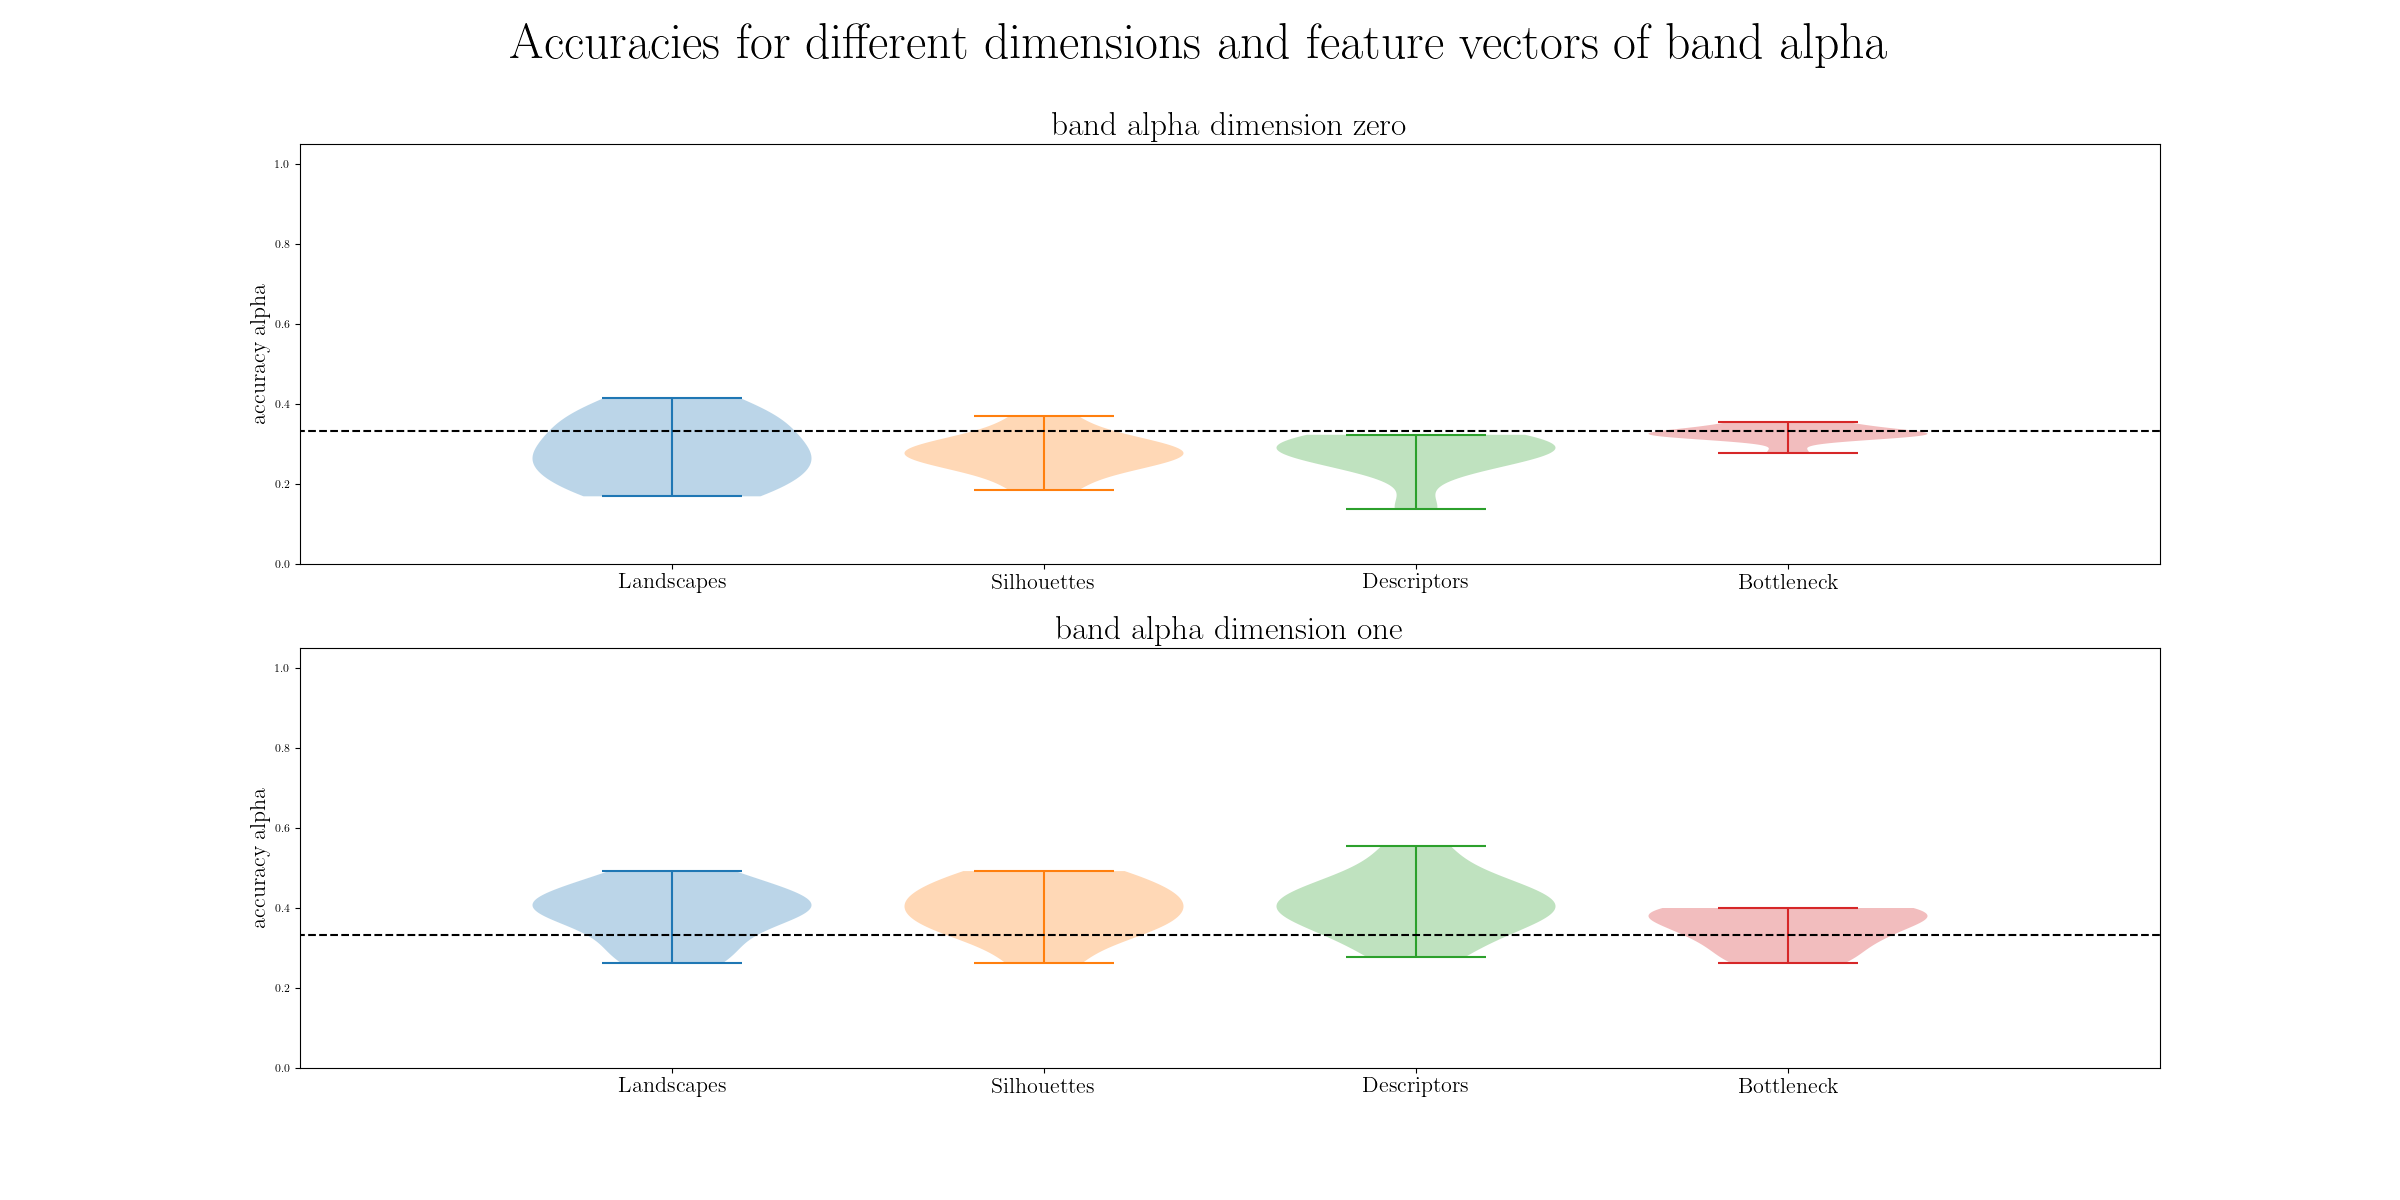 Accuracies for different dimensions and feature vectors of band alpha
band alpha dimension zero
1.0
0.8
0.6
0.4
0.2
0.0
accuracy alpha
Landscapes Silhouettes Descriptors Bottleneck
band alpha dimension one
1.0
0.8
0.6
0.4
0.2
0.0
accuracy alpha
Landscapes Silhouettes Descriptors Bottleneck